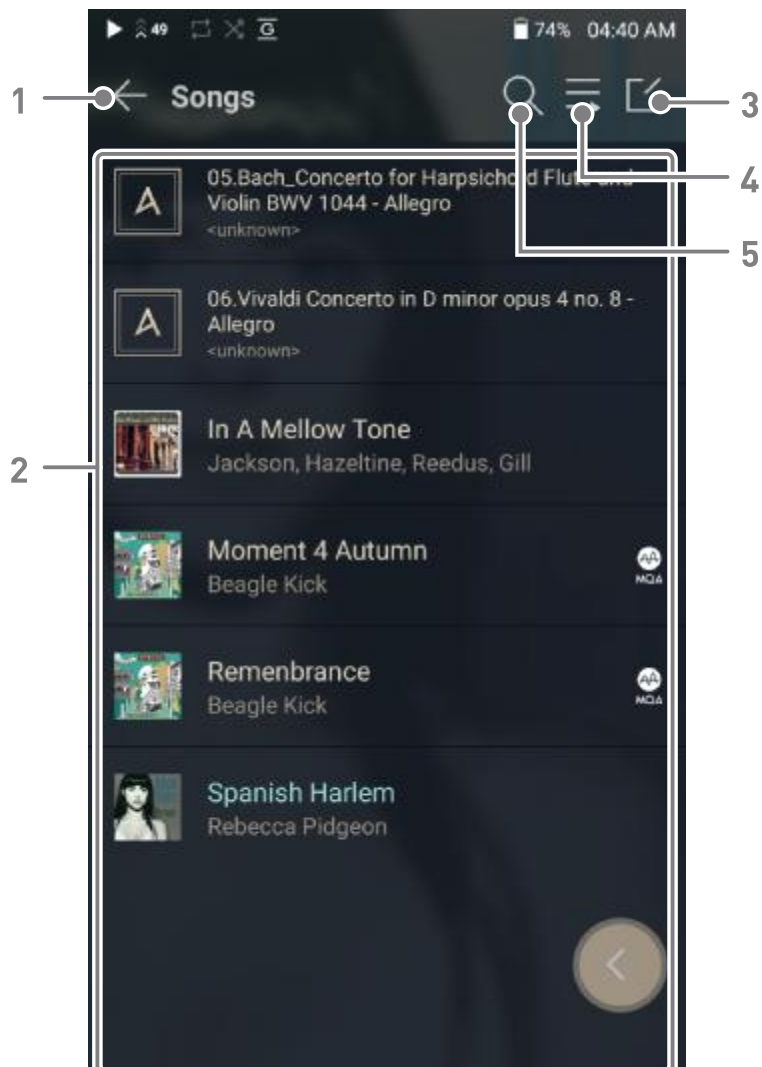 49 G 74% 04:40 AM
1 Songs 3
4
5
05.Bach_Concerto for Harpsichord Flute and
Violin BWV 1044 - Allegro
<unknown>
06.Vivaldi Concerto in D minor opus 4 no. 8 -
Allegro
<unknown>
2
In A Mellow Tone
Jackson, Hazeltine, Reedus, Gill
Moment 4 Autumn
Beagle Kick
MQA
Remenbrance
Beagle Kick
MQA
Spanish Harlem
Rebecca Pidgeon